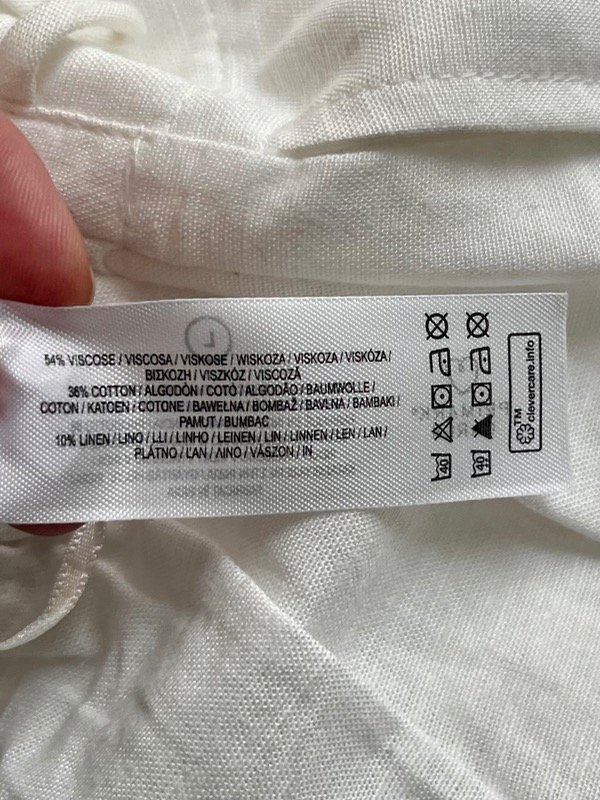 L
54% VISCOSE / VISCOSA / VISKOSE / WISKOZA / VISKOZA / VISKÓZA /
ΒΙΣΚΟΖΗ / VISZKÓZ / VISCOZĂ
36% COTTON / ALGODÓN / COTÓ / ALGODÃO / BAUMWOLLE /
COTON / KATOEN / COTONE / BAWEŁNA / BOMBAŽ / BAVLNA / BAMBAKI /
PAMUT / BUMBAC
10% LINEN / LINO / LLI / LINHO / LEINEN / LIN / LINNEN / LEN / LAN /
PLÁTNO / ĽAN / ΛΙΝΟ / VÁSZON / IN
40
40
TM
clevercare.info